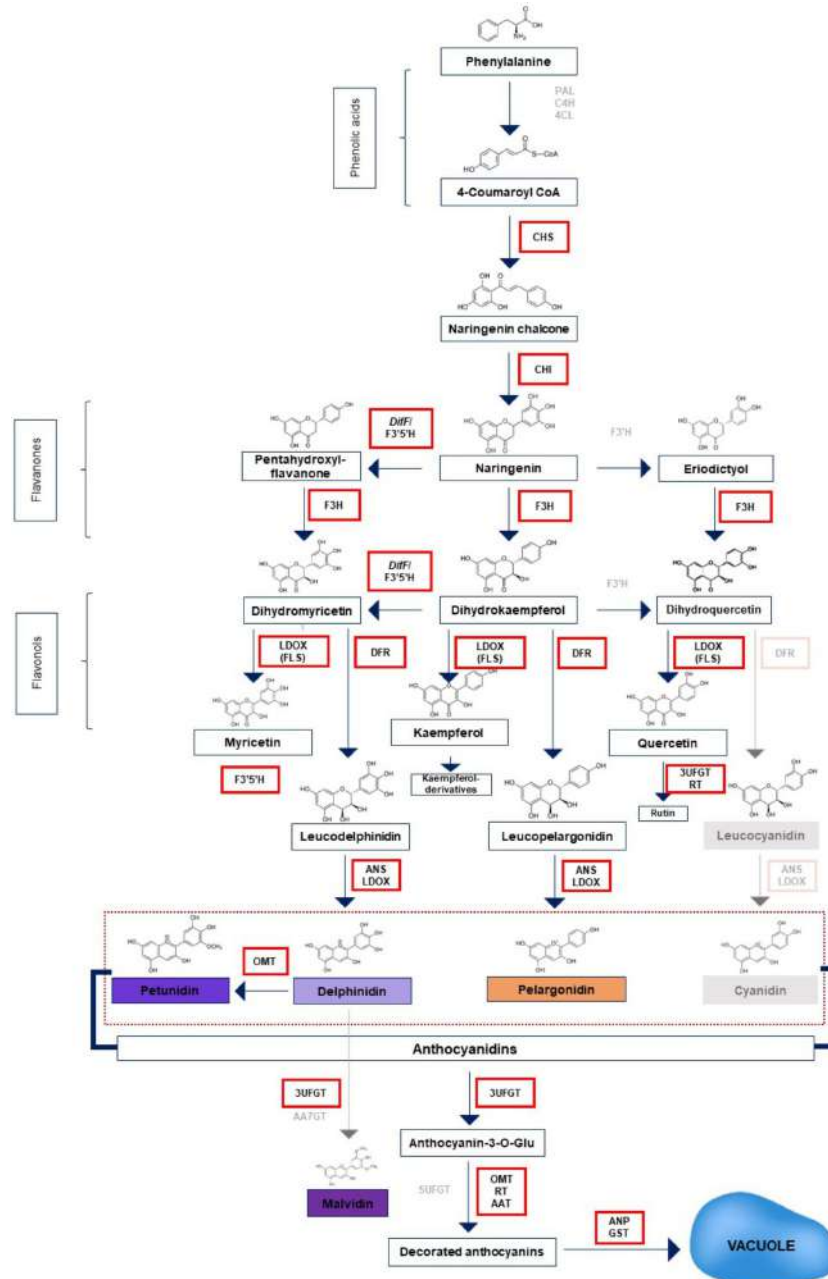 Phenylalanine
PAL
C4H
4CL
Phenolic acids
4-Coumaroyl CoA
CHS
Naringenin chalcone
CHI
Flavanones
DifF/
F3'5'H
F3'H
Pentahydroxyl-
flavanone
Naringenin
Eriodictyol
F3H
F3H
F3H
DifF/
F3'5'H
F3'H
Dihydromyricetin
Dihydrokaempferol
Dihydroquercetin
Flavonols
LDOX
(FLS)
DFR
LDOX
(FLS)
DFR
LDOX
(FLS)
DFR
Myricetin
Kaempferol
Quercetin
F3'5'H
Kaempferol-
derivatives
3UFGT
RT
Rutin
Leucodelphinidin
Leucopelargonidin
Leucocyanidin
ANS
LDOX
ANS
LDOX
ANS
LDOX
OMT
Petunidin
Delphinidin
Pelargonidin
Cyanidin
Anthocyanidins
3UFGT
AA7GT
3UFGT
Anthocyanin-3-O-Glu
Malvidin
5UFGT
OMT
RT
AAT
Decorated anthocyanins
ANP
GST
VACUOLE